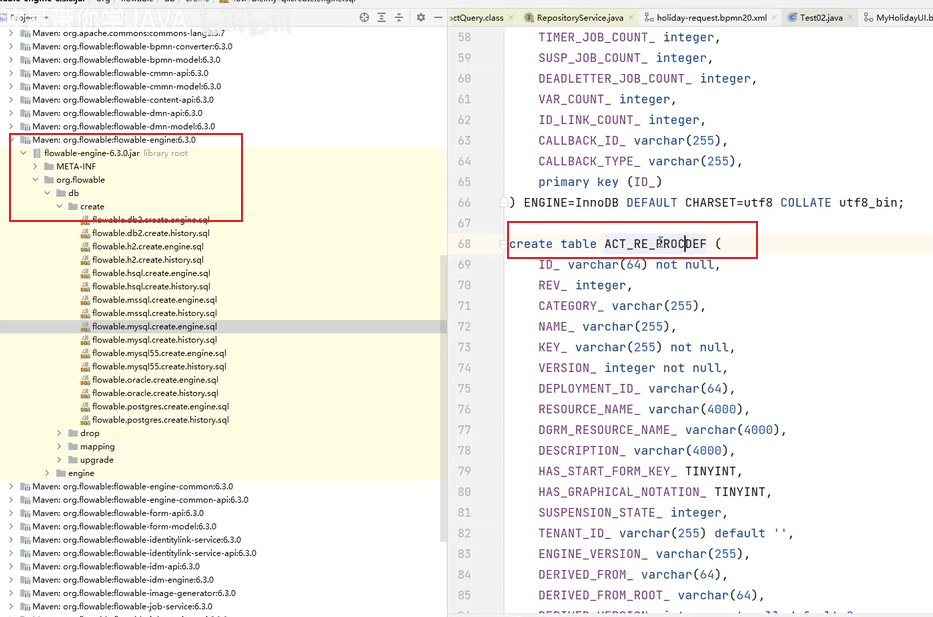 Project
Maven: org.apache.commons:commons-lang3:3.7
Maven: org.flowable:flowable-bpmn-converter:6.3.0
Maven: org.flowable:flowable-bpmn-model:6.3.0
Maven: org.flowable:flowable-cmmn-api:6.3.0
Maven: org.flowable:flowable-cmmn-model:6.3.0
Maven: org.flowable:flowable-content-api:6.3.0
Maven: org.flowable:flowable-dmn-api:6.3.0
Maven: org.flowable:flowable-dmn-model:6.3.0
Maven: org.flowable:flowable-engine:6.3.0
flowable-engine-6.3.0.jar library root
META-INF
org.flowable
db
create
flowable.db2.create.engine.sql
flowable.db2.create.history.sql
flowable.h2.create.engine.sql
flowable.h2.create.history.sql
flowable.hsql.create.engine.sql
flowable.hsql.create.history.sql
flowable.mssql.create.engine.sql
flowable.mssql.create.history.sql
flowable.mysql.create.engine.sql
flowable.mysql.create.history.sql
flowable.mysql55.create.engine.sql
flowable.mysql55.create.history.sql
flowable.oracle.create.engine.sql
flowable.oracle.create.history.sql
flowable.postgres.create.engine.sql
flowable.postgres.create.history.sql
drop
mapping
upgrade
engine
Maven: org.flowable:flowable-engine-common:6.3.0
Maven: org.flowable:flowable-engine-common-api:6.3.0
Maven: org.flowable:flowable-form-api:6.3.0
Maven: org.flowable:flowable-form-model:6.3.0
Maven: org.flowable:flowable-identitylink-service:6.3.0
Maven: org.flowable:flowable-identitylink-service-api:6.3.0
Maven: org.flowable:flowable-idm-api:6.3.0
Maven: org.flowable:flowable-idm-engine:6.3.0
Maven: org.flowable:flowable-image-generator:6.3.0
Maven: org.flowable:flowable-job-service:6.3.0
actQuery.class RepositoryService.java holiday-request.bpmn20.xml Test02.java MyHolidayUI.b
58 TIMER_JOB_COUNT_ integer,
59 SUSP_JOB_COUNT_ integer,
60 DEADLETTER_JOB_COUNT_ integer,
61 VAR_COUNT_ integer,
62 ID_LINK_COUNT_ integer,
63 CALLBACK_ID_ varchar(255),
64 CALLBACK_TYPE_ varchar(255),
65 primary key (ID_)
66 ) ENGINE=InnoDB DEFAULT CHARSET=utf8 COLLATE utf8_bin;
67
68 create table ACT_RE_PROCDEF (
69 ID_ varchar(64) not null,
70 REV_ integer,
71 CATEGORY_ varchar(255),
72 NAME_ varchar(255),
73 KEY_ varchar(255) not null,
74 VERSION_ integer not null,
75 DEPLOYMENT_ID_ varchar(64),
76 RESOURCE_NAME_ varchar(4000),
77 DGRM_RESOURCE_NAME_ varchar(4000),
78 DESCRIPTION_ varchar(4000),
79 HAS_START_FORM_KEY_ TINYINT,
80 HAS_GRAPHICAL_NOTATION_ TINYINT,
81 SUSPENSION_STATE_ integer,
82 TENANT_ID_ varchar(255) default '',
83 ENGINE_VERSION_ varchar(255),
84 DERIVED_FROM_ varchar(64),
85 DERIVED_FROM_ROOT_ varchar(64),